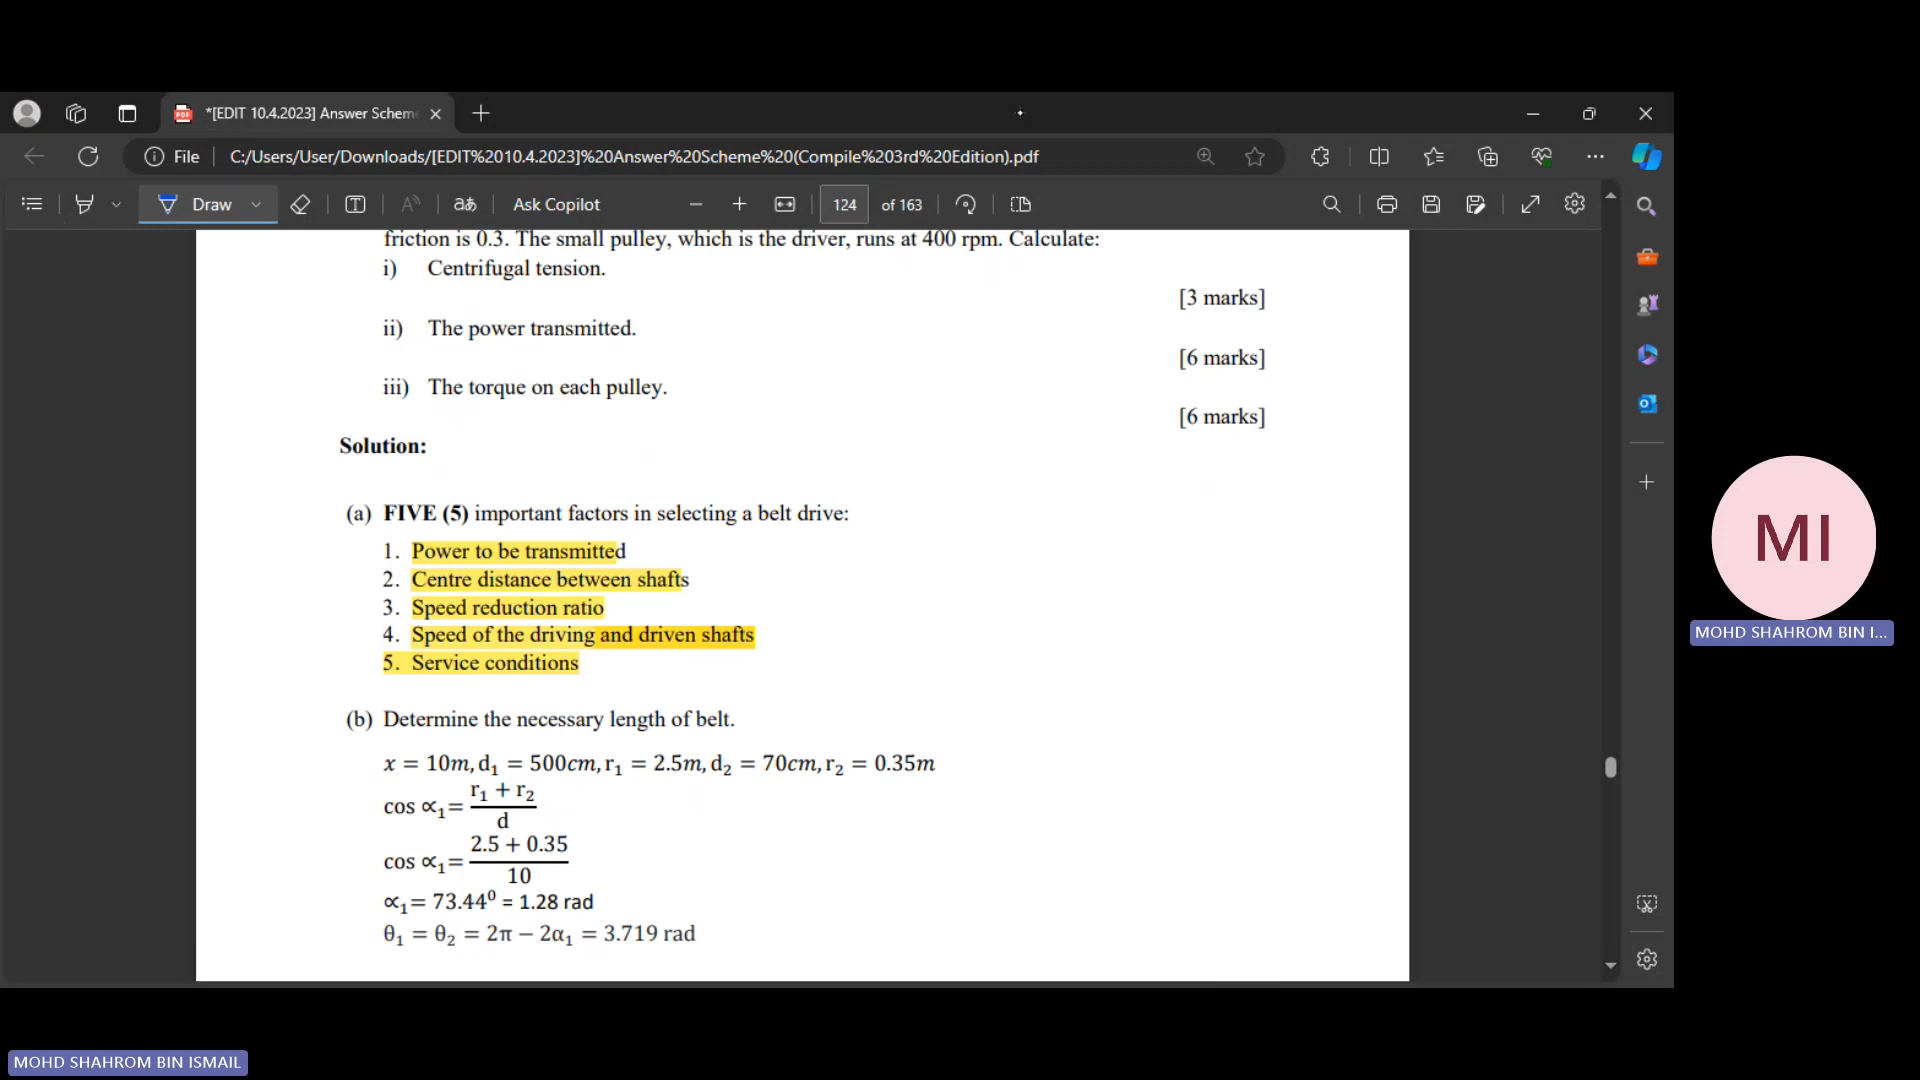 *[EDIT 10.4.2023] Answer Schem
File
C:/Users/User/Downloads/[EDIT%2010.4.2023]%20Answer%20Scheme%20(Compile%203rd%20Edition).pdf
Draw
Ask Copilot
124 of 163
friction is 0.3. The small pulley, which is the driver, runs at 400 rpm. Calculate:
i) Centrifugal tension.
[3 marks]
ii) The power transmitted.
[6 marks]
iii) The torque on each pulley.
[6 marks]
Solution:
(a) FIVE (5) important factors in selecting a belt drive:
1. Power to be transmitted
2. Centre distance between shafts
3. Speed reduction ratio
4. Speed of the driving and driven shafts
5. Service conditions
(b) Determine the necessary length of belt.
x = 10m, d₁ = 500cm, r₁ = 2.5m, d₂ = 70cm, r₂ = 0.35m
cos ∝₁= r₁ + r₂
d
cos ∝₁= 2.5 + 0.35
10
∝₁= 73.44⁰ = 1.28 rad
θ₁ = θ₂ = 2π − 2α₁ = 3.719 rad
MI
MOHD SHAHROM BIN I...
MOHD SHAHROM BIN ISMAIL